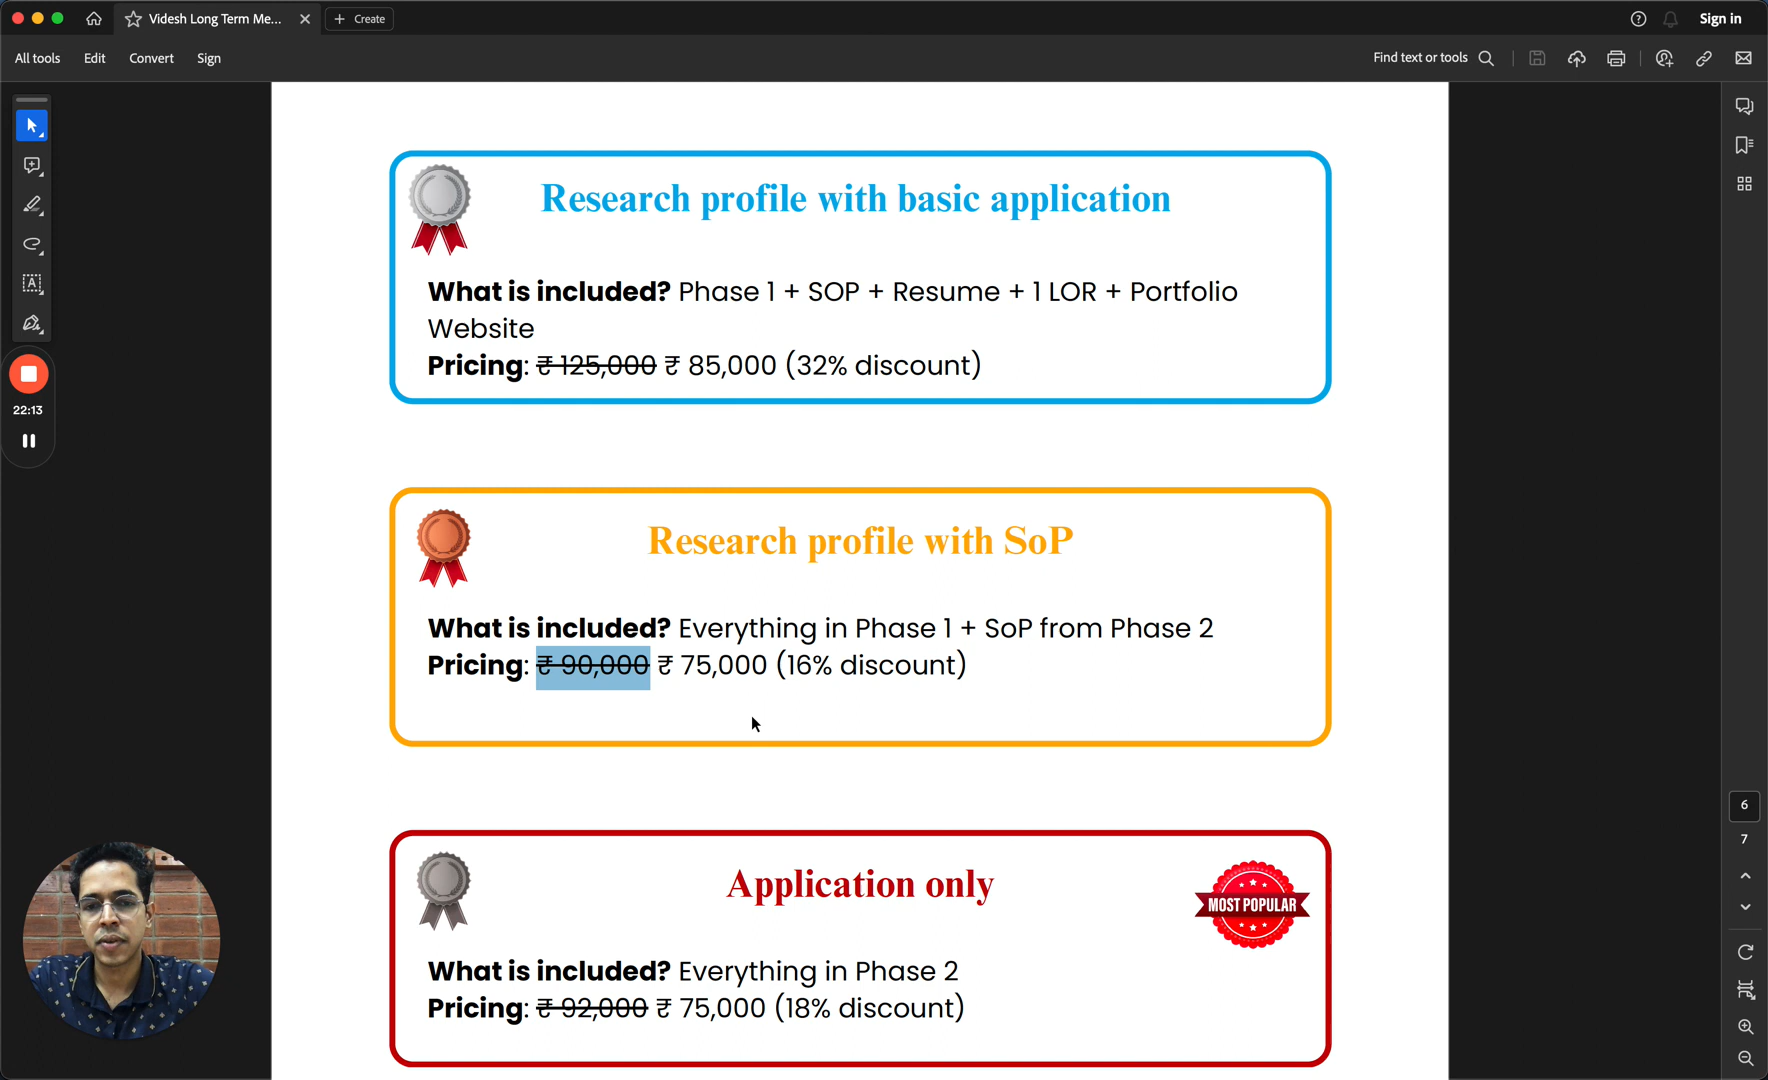 Videsh Long Term Me...
Create
Sign in
All tools
Edit
Convert
Sign
Find text or tools
22:13
Research profile with basic application
What is included? Phase 1 + SOP + Resume + 1 LOR + Portfolio
Website
Pricing: ₹ 125,000 ₹ 85,000 (32% discount)
Research profile with SoP
What is included? Everything in Phase 1 + SoP from Phase 2
Pricing: ₹ 90,000 ₹ 75,000 (16% discount)
Application only
MOST POPULAR
What is included? Everything in Phase 2
Pricing: ₹ 92,000 ₹ 75,000 (18% discount)
6
7